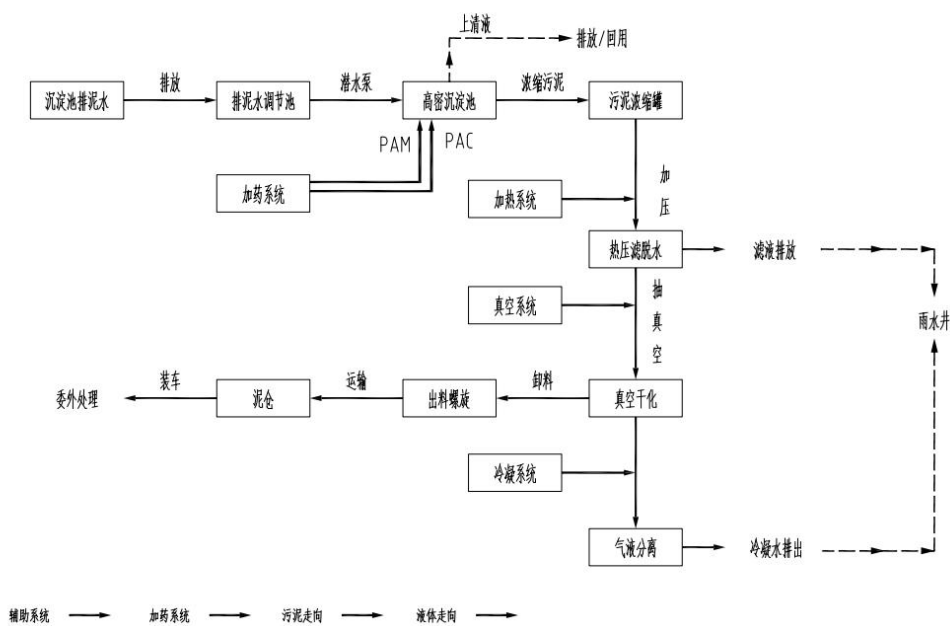 上清液
排放/回用
沉淀池排泥水
排放
排泥水调节池
潜水泵
高密沉淀池
浓缩污泥
污泥浓缩罐
PAM
PAC
加药系统
加热系统
加压
热压滤脱水
滤液排放
真空系统
抽真空
雨水井
委外处理
装车
泥仓
运输
出料螺旋
卸料
真空干化
冷凝系统
气液分离
冷凝水排出
辅助系统
加药系统
污泥走向
液体走向